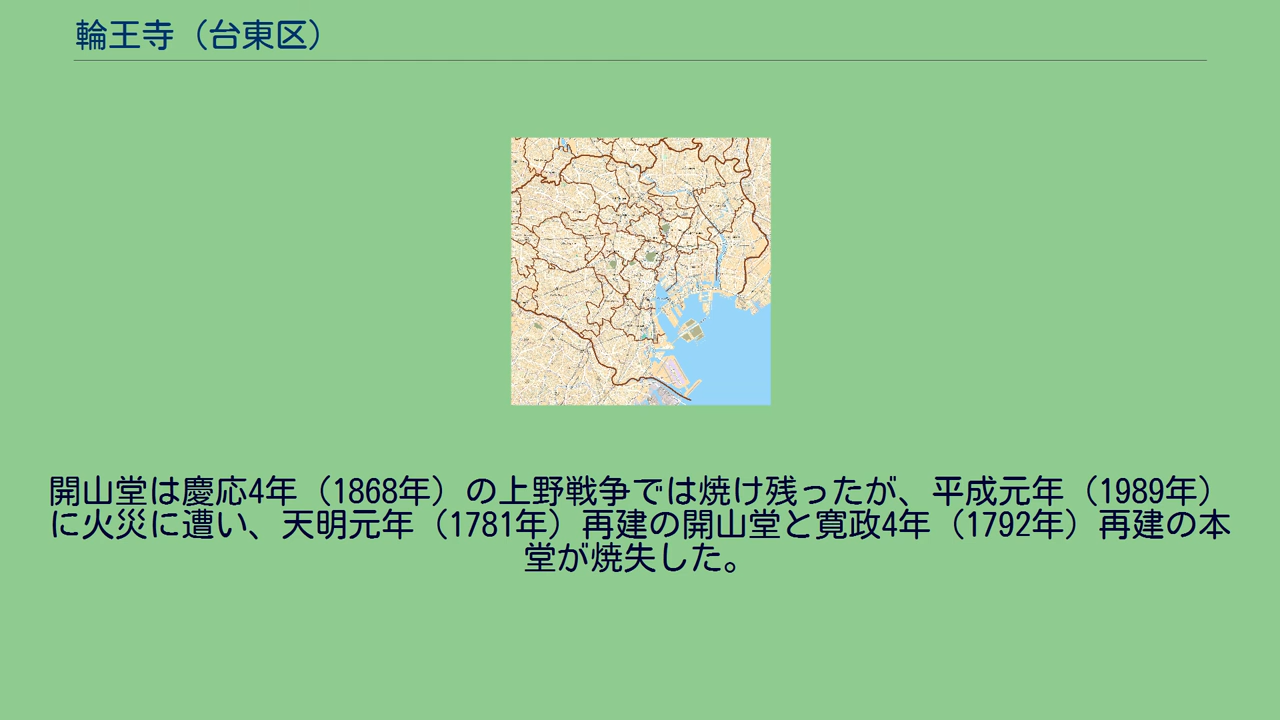 輪王寺（台東区）
開山堂は慶応4年（1868年）の上野戦争では焼け残ったが、平成元年（1989年）
に火災に遭い、天明元年（1781年）再建の開山堂と寛政4年（1792年）再建の本
堂が焼失した。